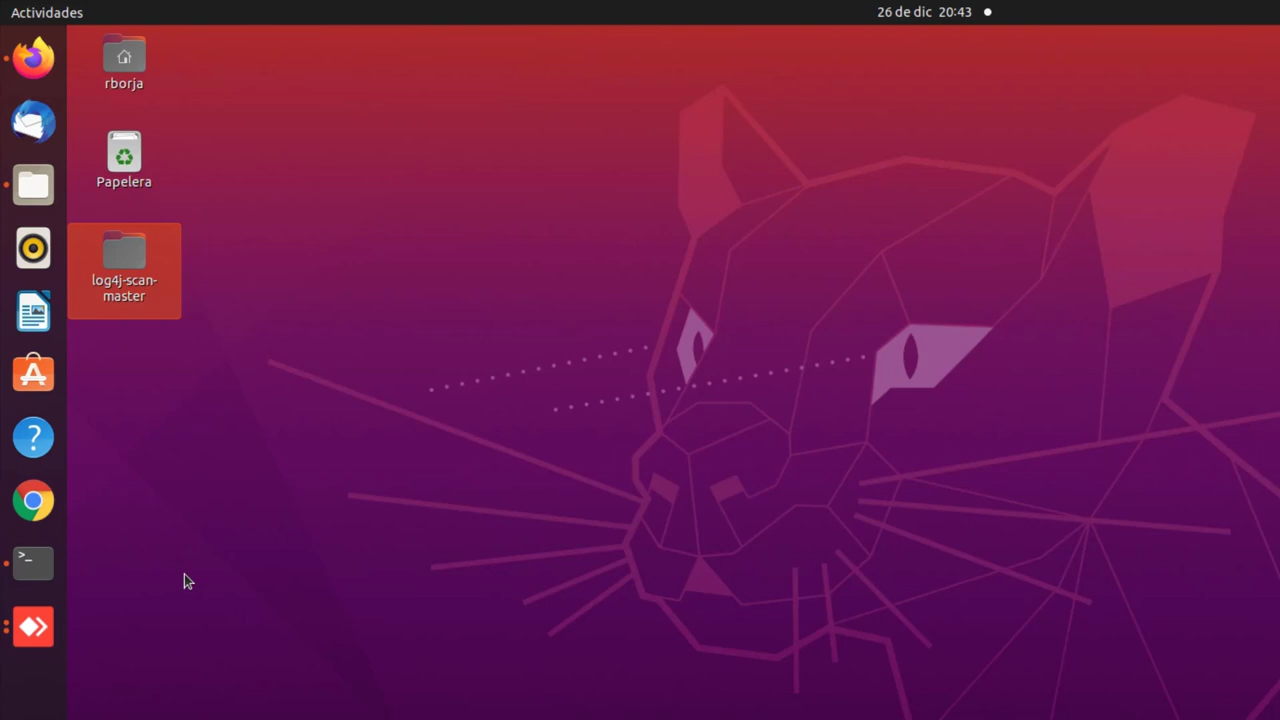 Actividades
26 de dic 20:43
rborja
Papelera
log4j-scan-
master
?
>_